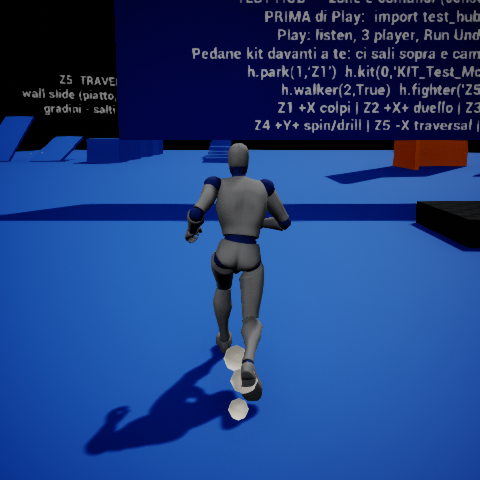 PRIMA di Play: import test_hub
Play: listen, 3 player, Run Und
Pedane kit davanti a te: ci sali sopra e cam
h.park(1,'Z1') h.kit(0,'KIT_Test_Mo
h.walker(2,True) h.fighter('Z5
Z1 +X colpi | Z2 +X+ duello | Z3
Z4 +Y+ spin/drill | Z5 -X traversal |
Z5 TRAVE
wall slide (piatto,
gradini - salti